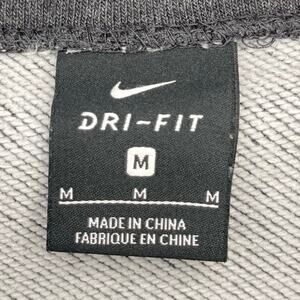 DRI-FIT
M
M M M
MADE IN CHINA
FABRIQUE EN CHINE